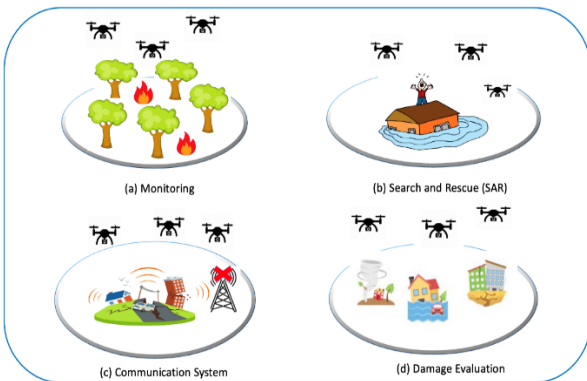 (a) Monitoring
(b) Search and Rescue (SAR)
(c) Communication System
(d) Damage Evaluation